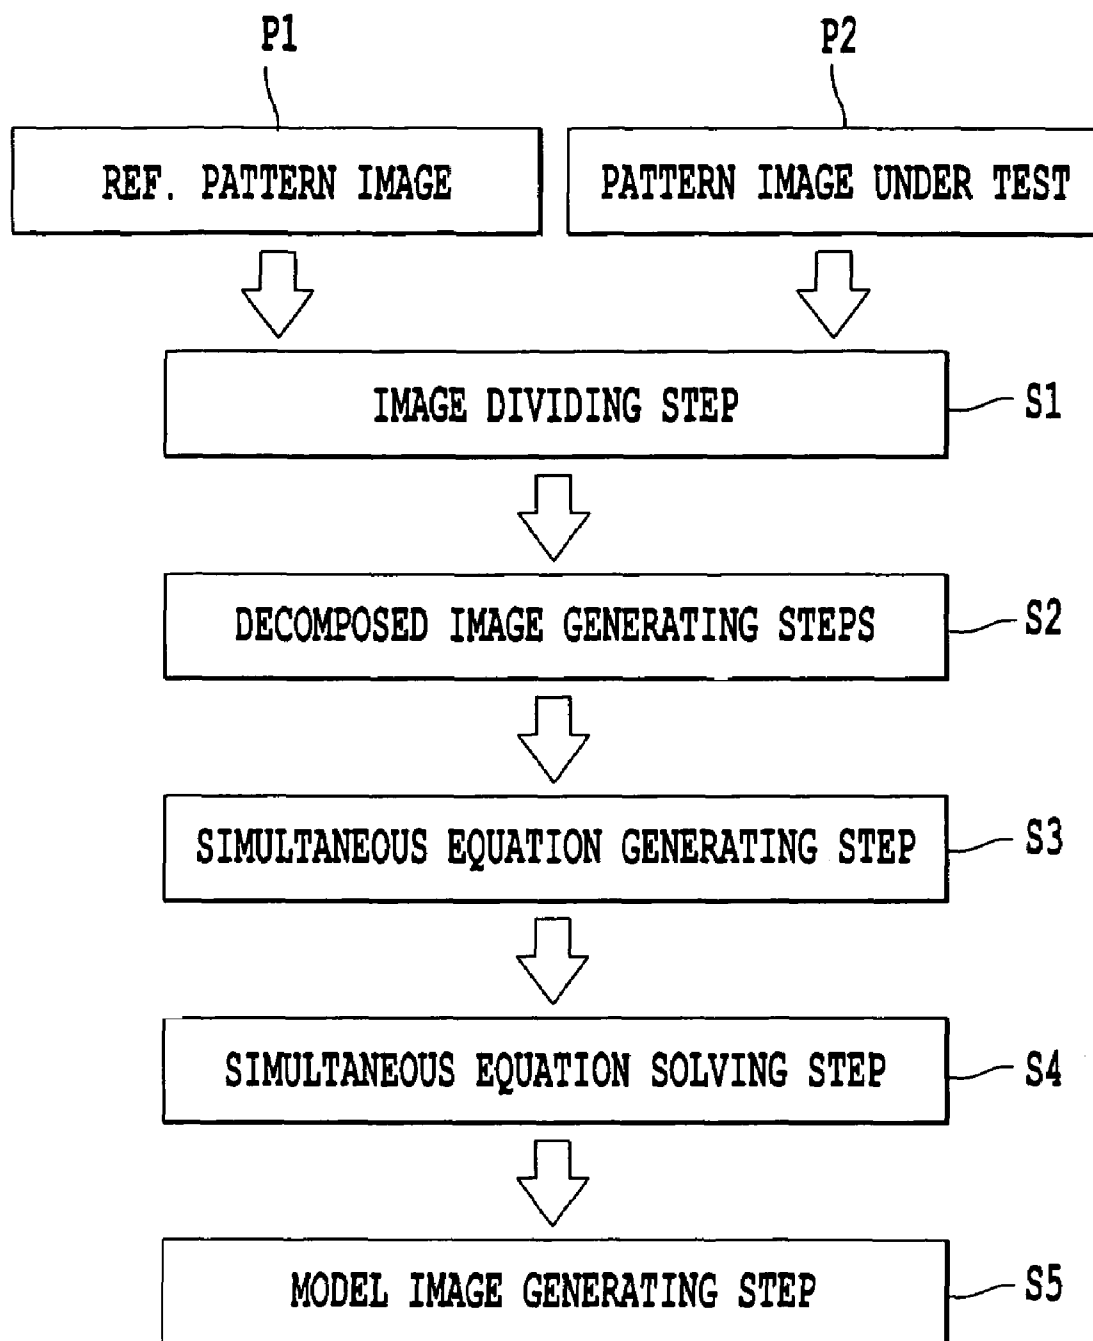 P1
P2
REF. PATTERN IMAGE
PATTERN IMAGE UNDER TEST
IMAGE DIVIDING STEP
S1
DECOMPOSED IMAGE GENERATING STEPS
S2
SIMULTANEOUS EQUATION GENERATING STEP
S3
SIMULTANEOUS EQUATION SOLVING STEP
S4
MODEL IMAGE GENERATING STEP
S5